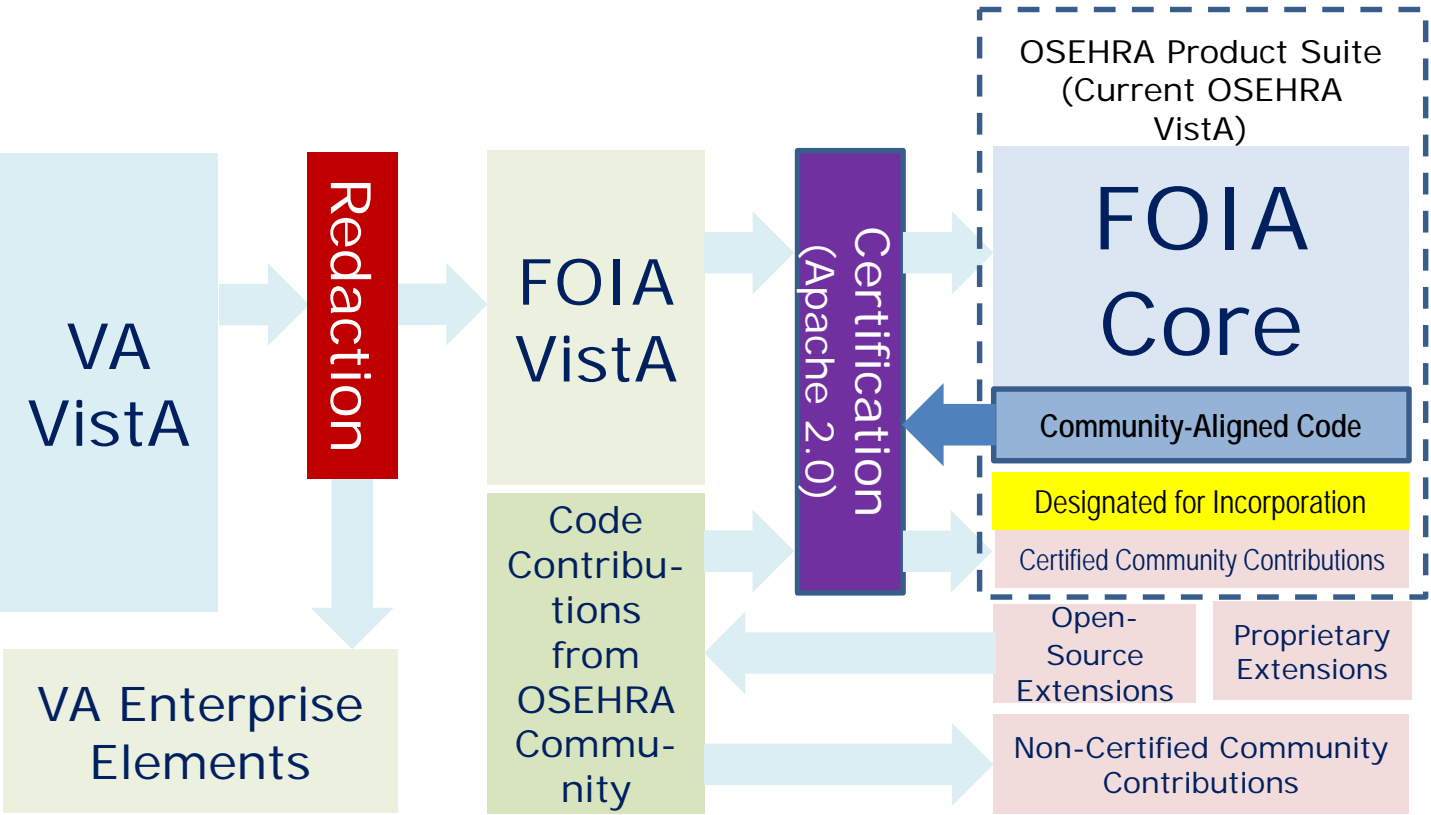 OSEHRA Product Suite
(Current OSEHRA
VistA)
VA
VistA
Redaction
FOIA
VistA
Certification
(Apache 2.0)
FOIA
Core
Community-Aligned Code
Designated for Incorporation
Certified Community Contributions
Code
Contribu-
tions
from
OSEHRA
Commu-
nity
Open-
Source
Extensions
Proprietary
Extensions
VA Enterprise
Elements
Non-Certified Community
Contributions